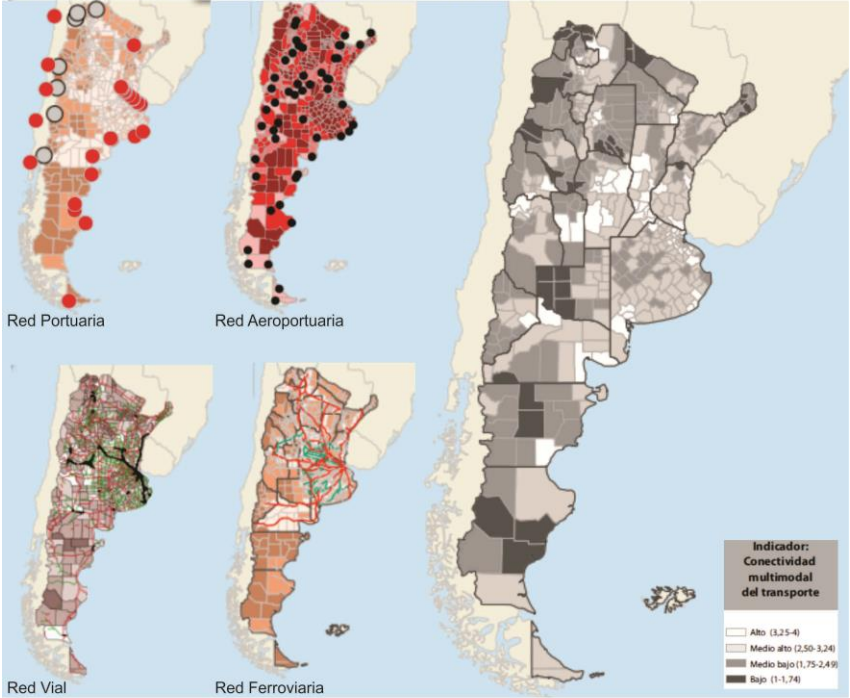 Red Portuaria
Red Aeroportuaria
Red Vial
Red Ferroviaria
Indicador:
Conectividad
multimodal
del transporte
Alto (3,25-4)
Medio alto (2,50-3,24)
Medio bajo (1,75-2,49)
Bajo (1-1,74)